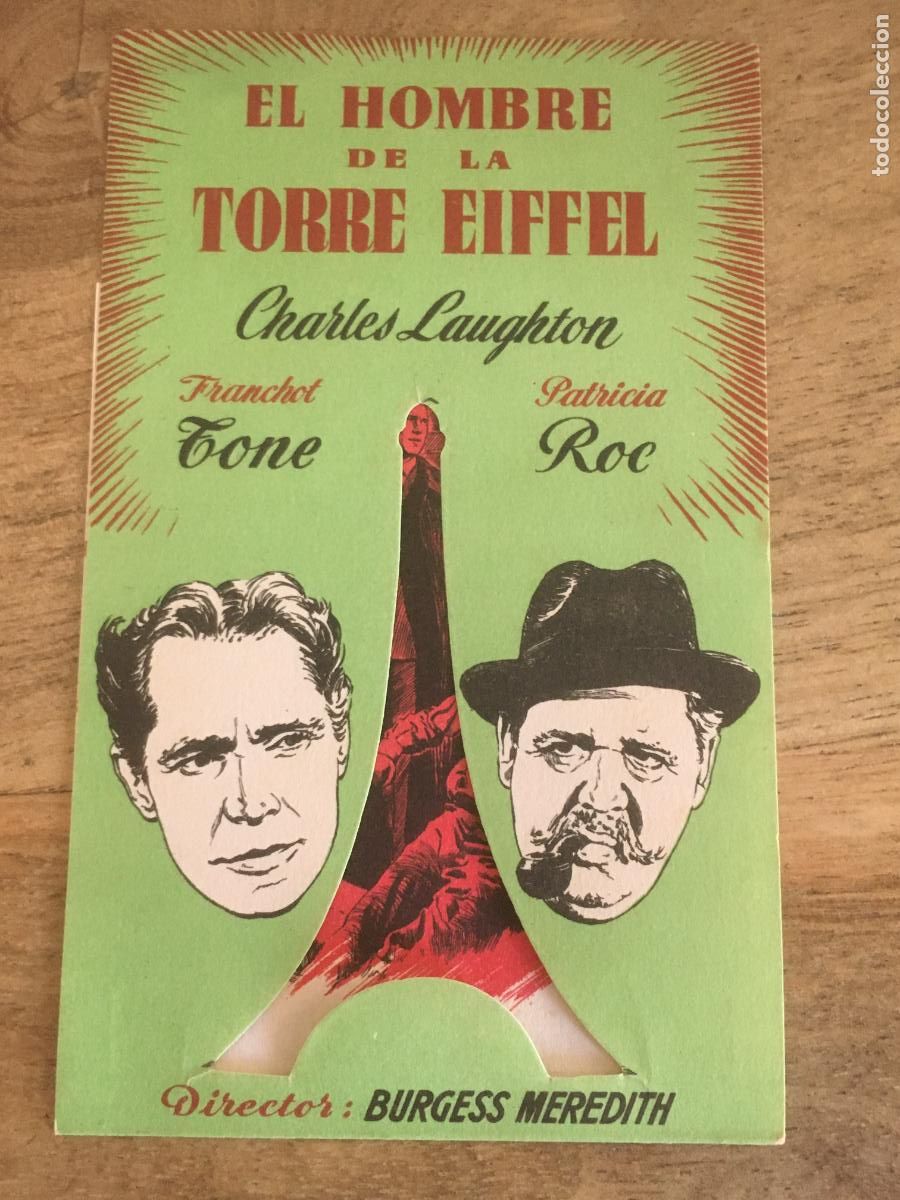 EL HOMBRE
DE LA
TORRE EIFFEL
Charles Laughton
Franchot
Tone
Patricia
Roc
Director: BURGESS MEREDITH
todocoleccion